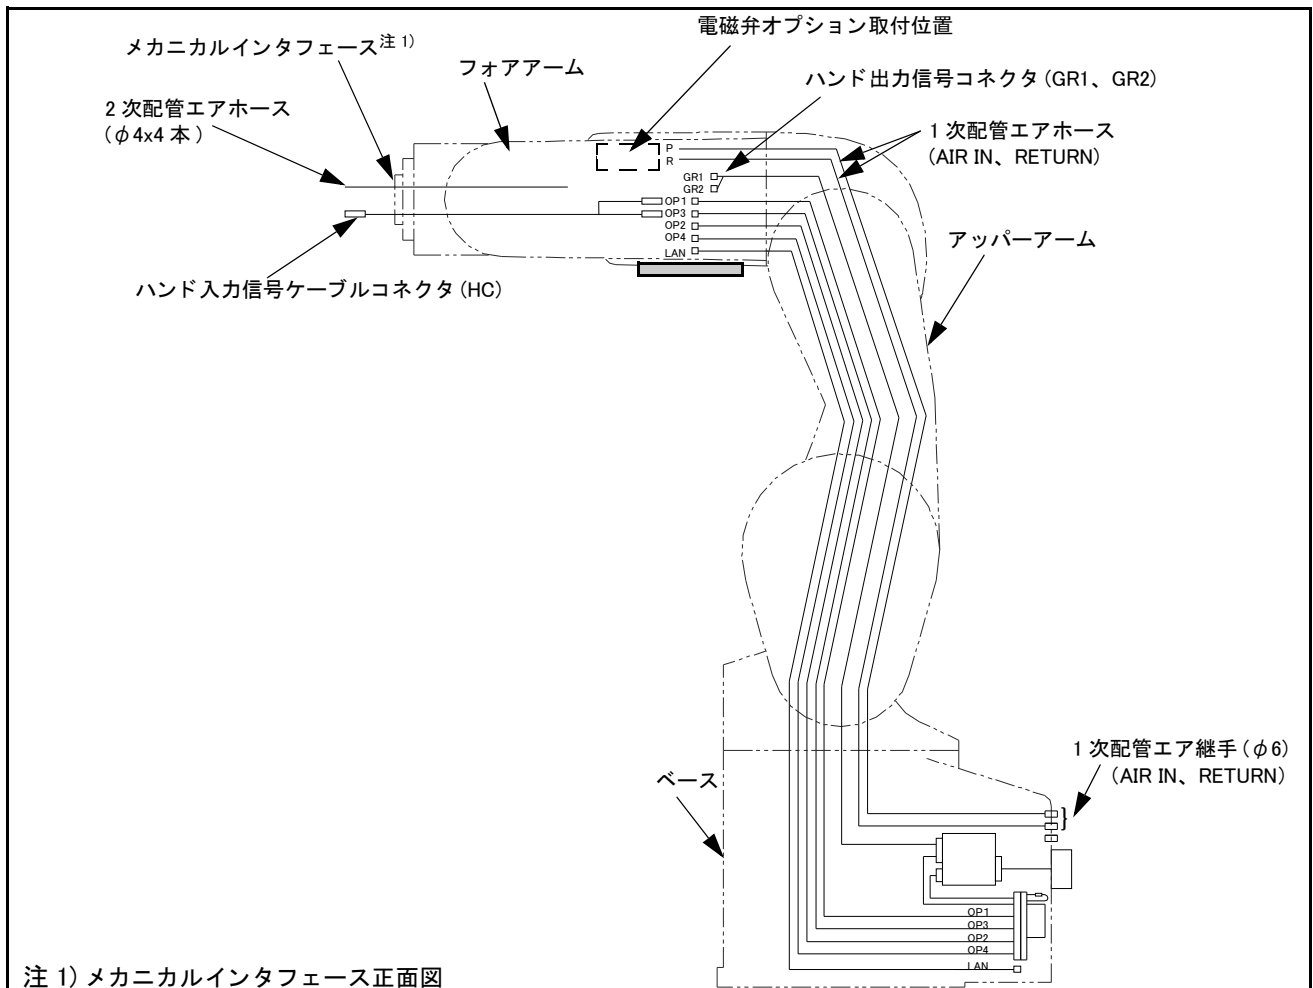 電磁弁オプション取付位置
メカニカルインタフェース注 1)
フォアアーム
ハンド出力信号コネクタ (GR1、GR2)
2 次配管エアホース
(φ4x4 本 )
1 次配管エアホース
(AIR IN、RETURN)
P
R
GR1
GR2
OP1
OP3
OP2
OP4
LAN
アッパーアーム
ハンド入力信号ケーブルコネクタ (HC)
1 次配管エア継手 (φ6)
(AIR IN、RETURN)
ベース
OP1
OP3
OP2
OP4
LAN
注 1) メカニカルインタフェース正面図